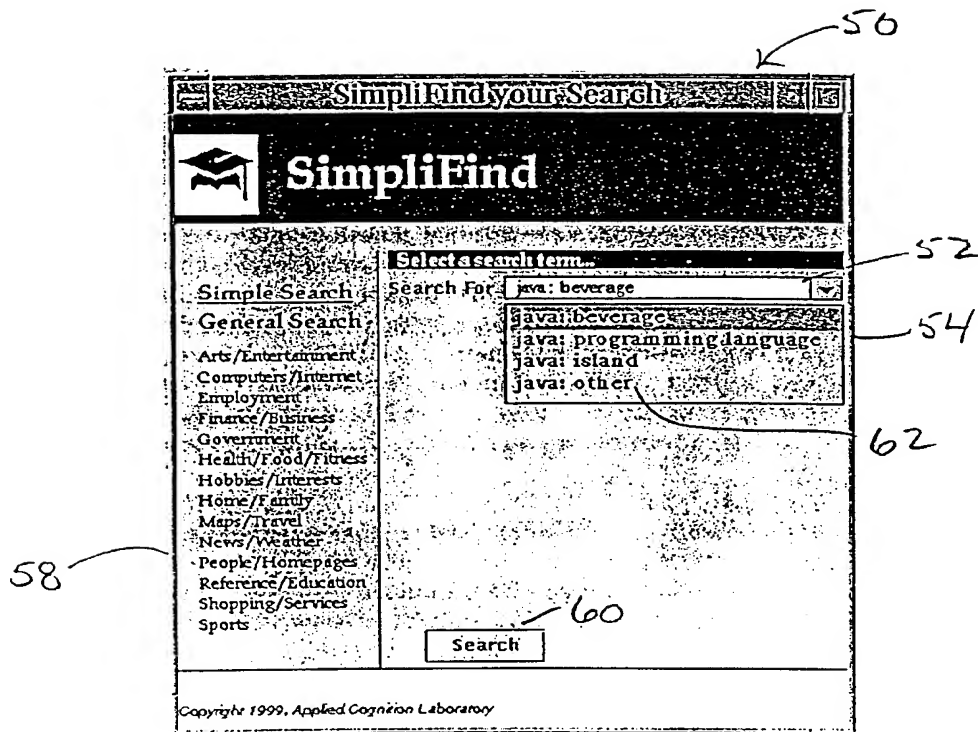 50
SimpliFind your Search
SimpliFind
Select a search term...
52
Search For: java: beverage
Simple Search
General Search
java: beverage
java: programming language
java: island
java: other
54
62
Arts/Entertainment
Computers/Internet
Employment
Finance/Business
Government
Health/Food/Fitness
Hobbies/Interests
Home/Family
Maps/Travel
News/Weather
People/Homepages
Reference/Education
Shopping/Services
Sports
58
60
Search
Copyright 1999, Applied Cognition Laboratory